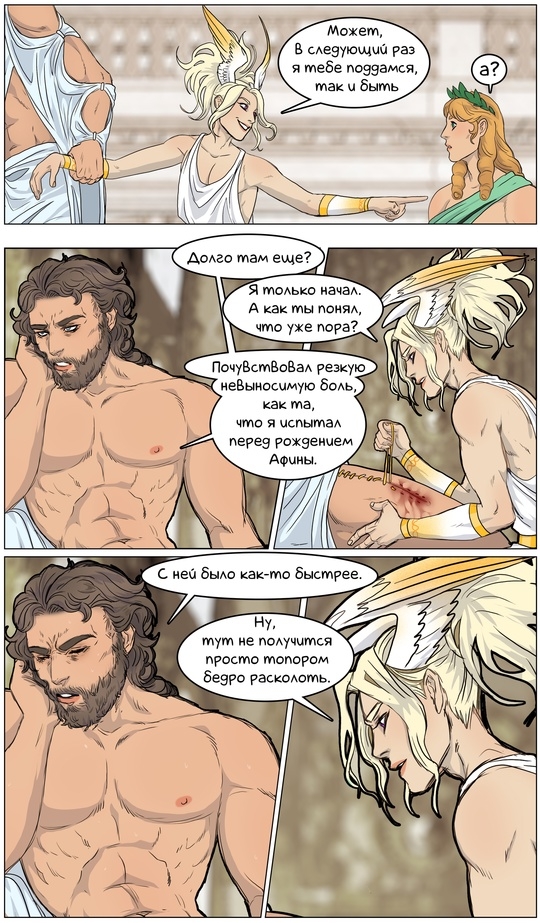 Может,
в следующий раз
я тебе поддамся,
так и быть
а?
Долго там еще?
Я только начал.
А как ты понял,
что уже пора?
Почувствовал резкую
невыносимую боль,
как та,
что я испытал
перед рождением
Афины.
С ней было как-то быстрее.
Ну,
тут не получится
просто топором
бедро расколоть.